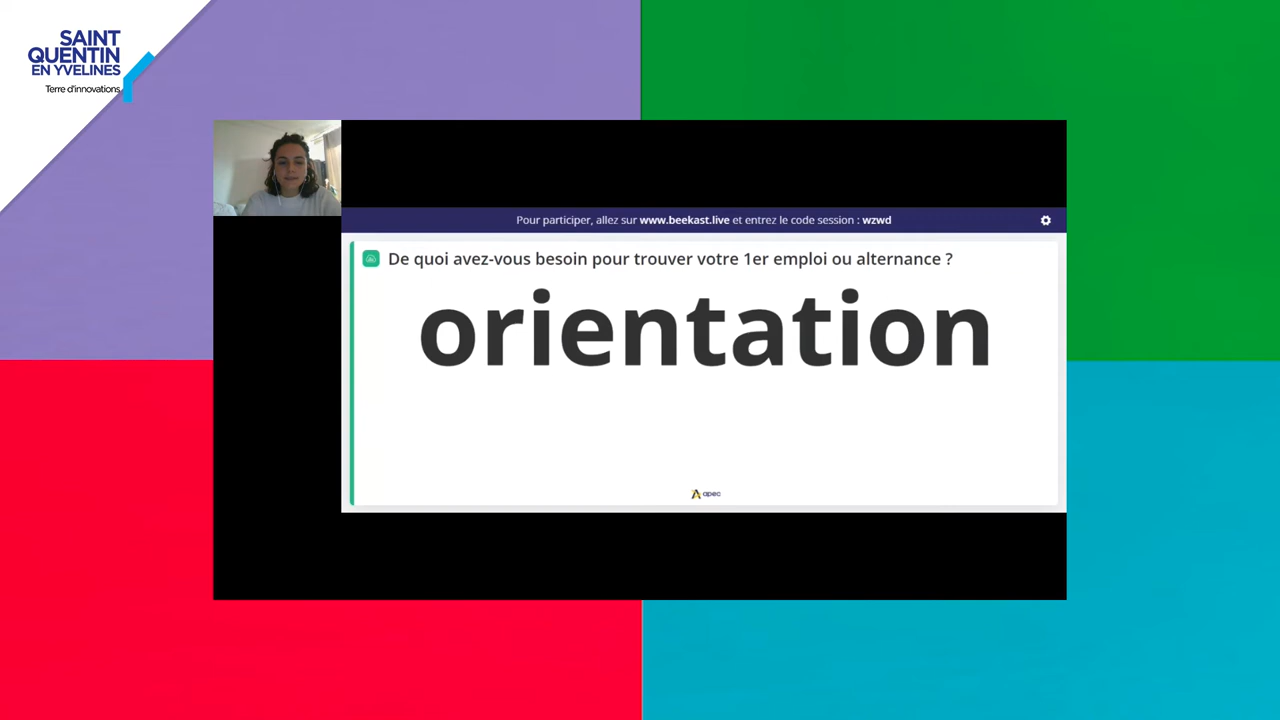 SAINT
QUENTIN
EN YVELINES
Terre d'innovations
Pour participer, allez sur www.beekast.live et entrez le code session : wzwd
De quoi avez-vous besoin pour trouver votre 1er emploi ou alternance ?
orientation
apec